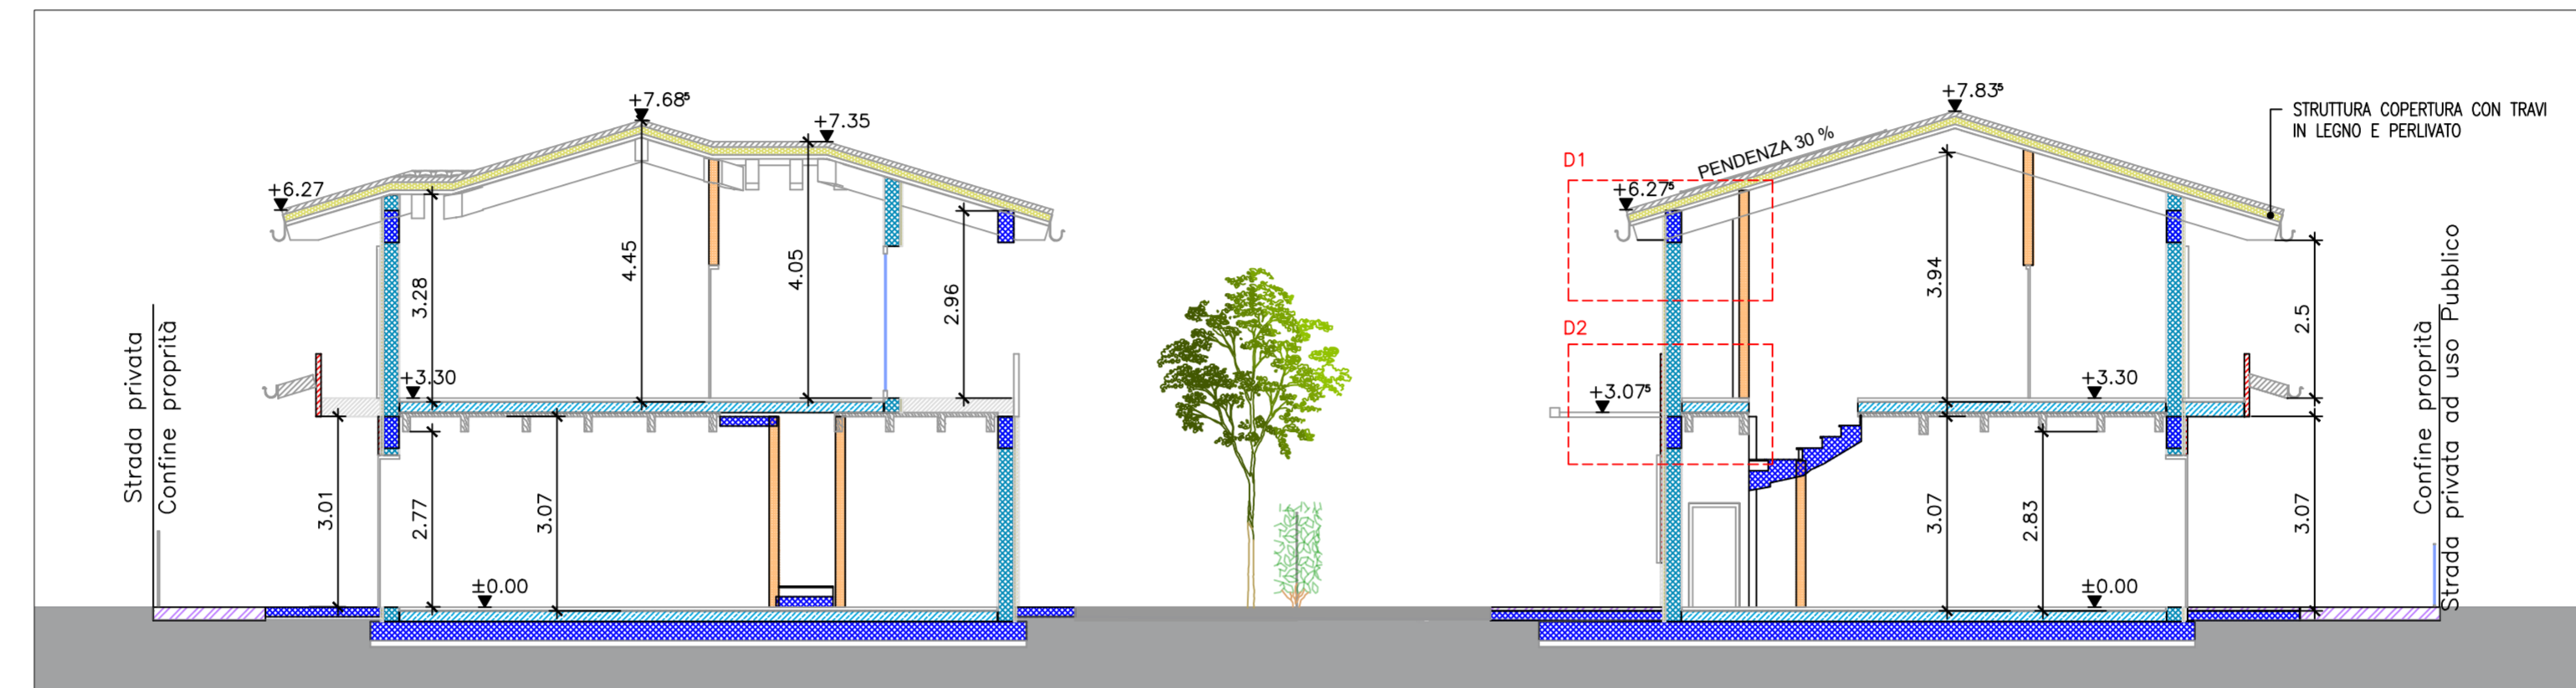 +7.68⁵
+7.35
+6.27
4.45
4.05
3.28
2.96
+3.30
Strada privata
Confine proprità
3.01
2.77
3.07
±0.00
+7.83⁵
STRUTTURA COPERTURA CON TRAVI
IN LEGNO E PERLIVATO
PENDENZA 30 %
D1
+6.27⁵
3.94
2.5
D2
+3.07⁵
+3.30
3.07
2.83
3.07
±0.00
Confine proprità
Strada privata ad uso Pubblico